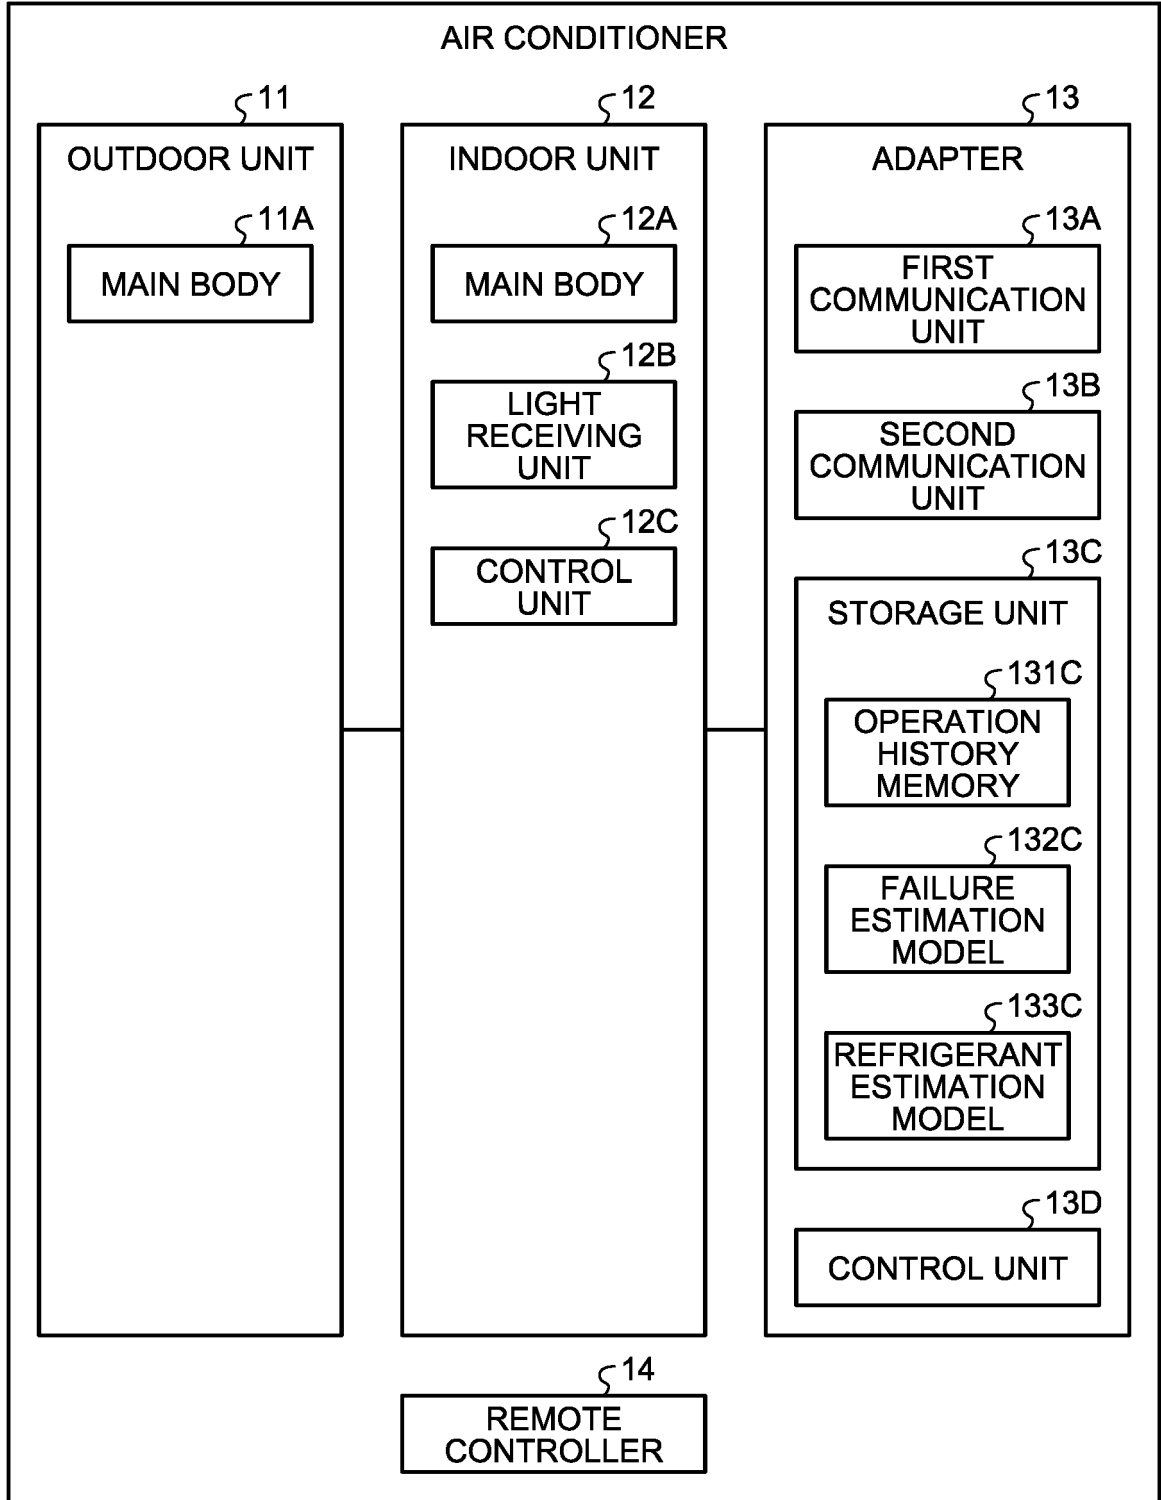 AIR CONDITIONER
11
OUTDOOR UNIT
11A
MAIN BODY
12
INDOOR UNIT
12A
MAIN BODY
12B
LIGHT
RECEIVING
UNIT
12C
CONTROL
UNIT
13
ADAPTER
13A
FIRST
COMMUNICATION
UNIT
13B
SECOND
COMMUNICATION
UNIT
13C
STORAGE UNIT
131C
OPERATION
HISTORY
MEMORY
132C
FAILURE
ESTIMATION
MODEL
133C
REFRIGERANT
ESTIMATION
MODEL
13D
CONTROL UNIT
14
REMOTE
CONTROLLER